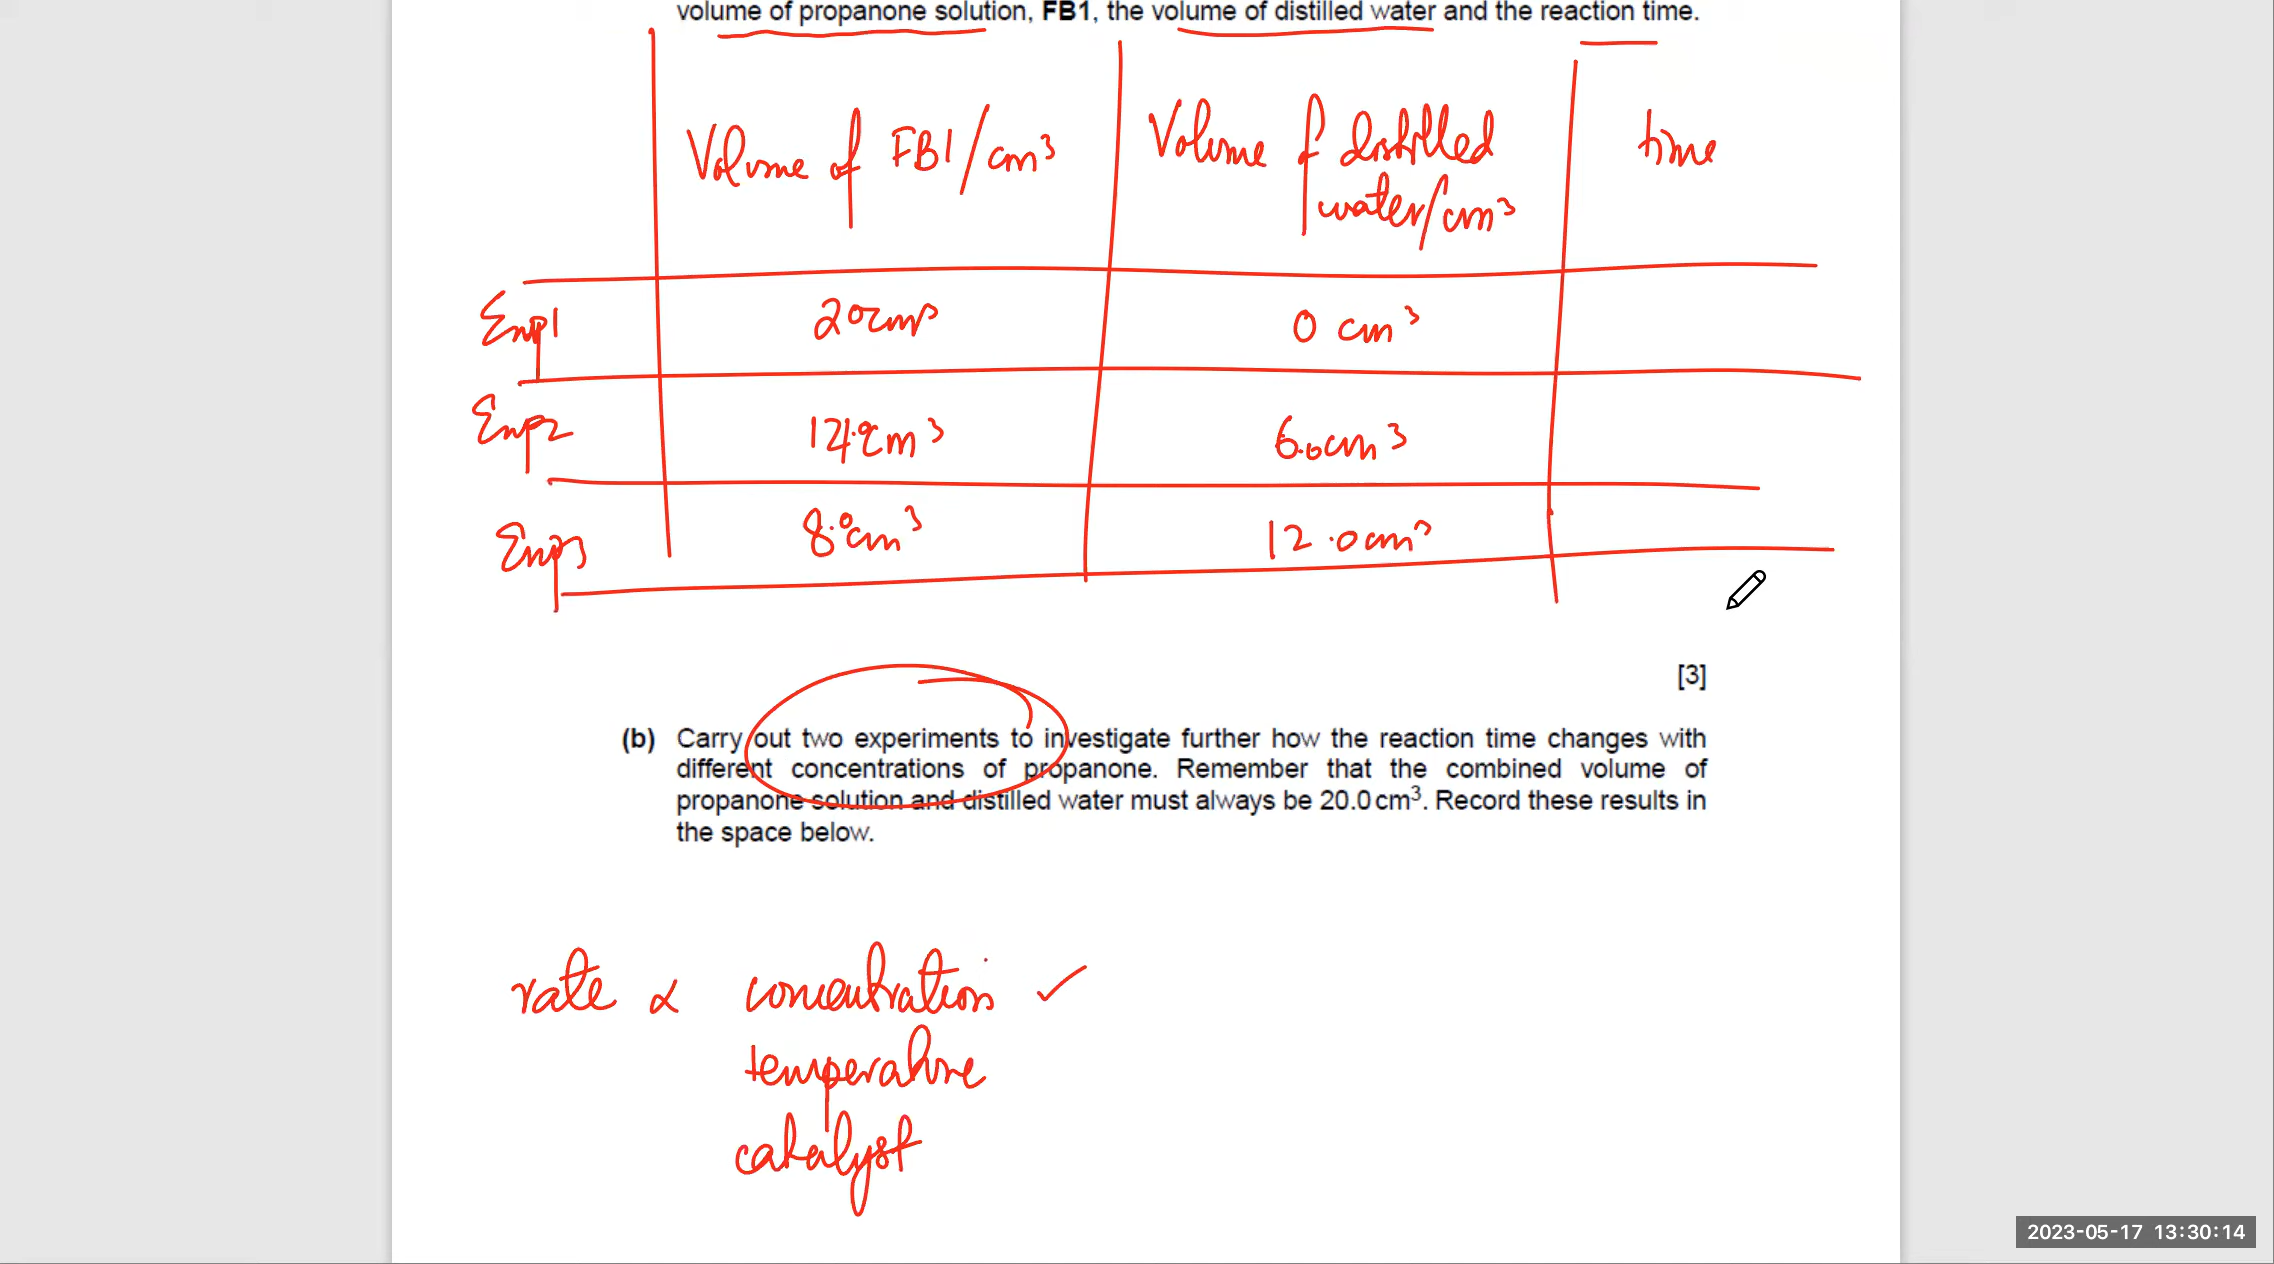 volume of propanone solution, FB1, the volume of distilled water and the reaction time.
Volume of FB1/cm³ Volume of distilled water/cm³ time
Exp1 20cm³ 0 cm³
Exp2 14.0cm³ 6.0cm³
Exp3 8.0cm³ 12.0cm³
[3]
(b) Carry out two experiments to investigate further how the reaction time changes with
different concentrations of propanone. Remember that the combined volume of
propanone solution and distilled water must always be 20.0 cm³. Record these results in
the space below.
rate ∝ concentration ✓
temperature
catalyst
2023-05-17 13:30:14